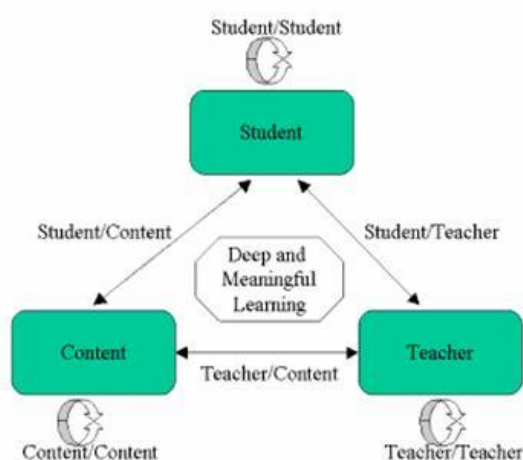 Student/Student
Student
Student/Content
Student/Teacher
Deep and
Meaningful
Learning
Content
Teacher
Teacher/Content
Content/Content
Teacher/Teacher